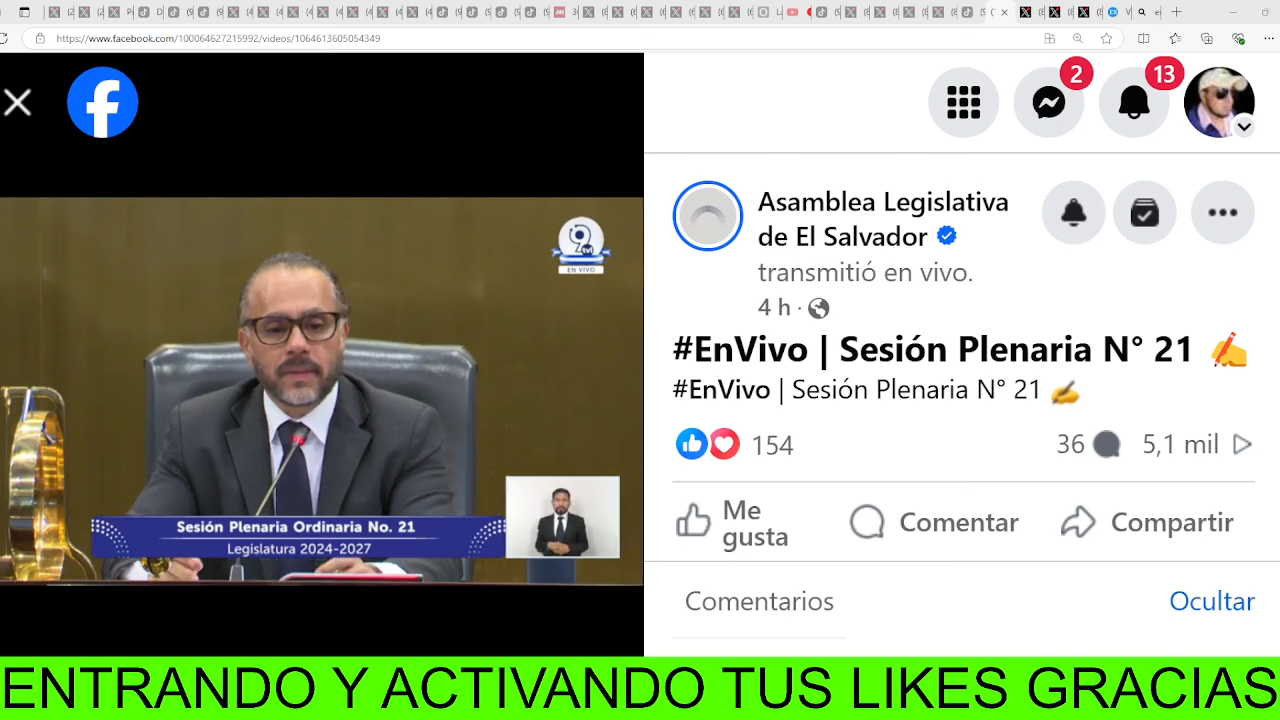 https://www.facebook.com/100064627215992/videos/1064613605054349
2
13
Asamblea Legislativa
de El Salvador
transmitió en vivo.
4 h ·
#EnVivo | Sesión Plenaria N° 21 ✍️
#EnVivo | Sesión Plenaria N° 21 ✍️
154
36
5,1 mil
Me
gusta
Comentar
Compartir
Comentarios
Ocultar
tvl
EN VIVO
Sesión Plenaria Ordinaria No. 21
Legislatura 2024-2027
ENTRANDO Y ACTIVANDO TUS LIKES GRACIAS